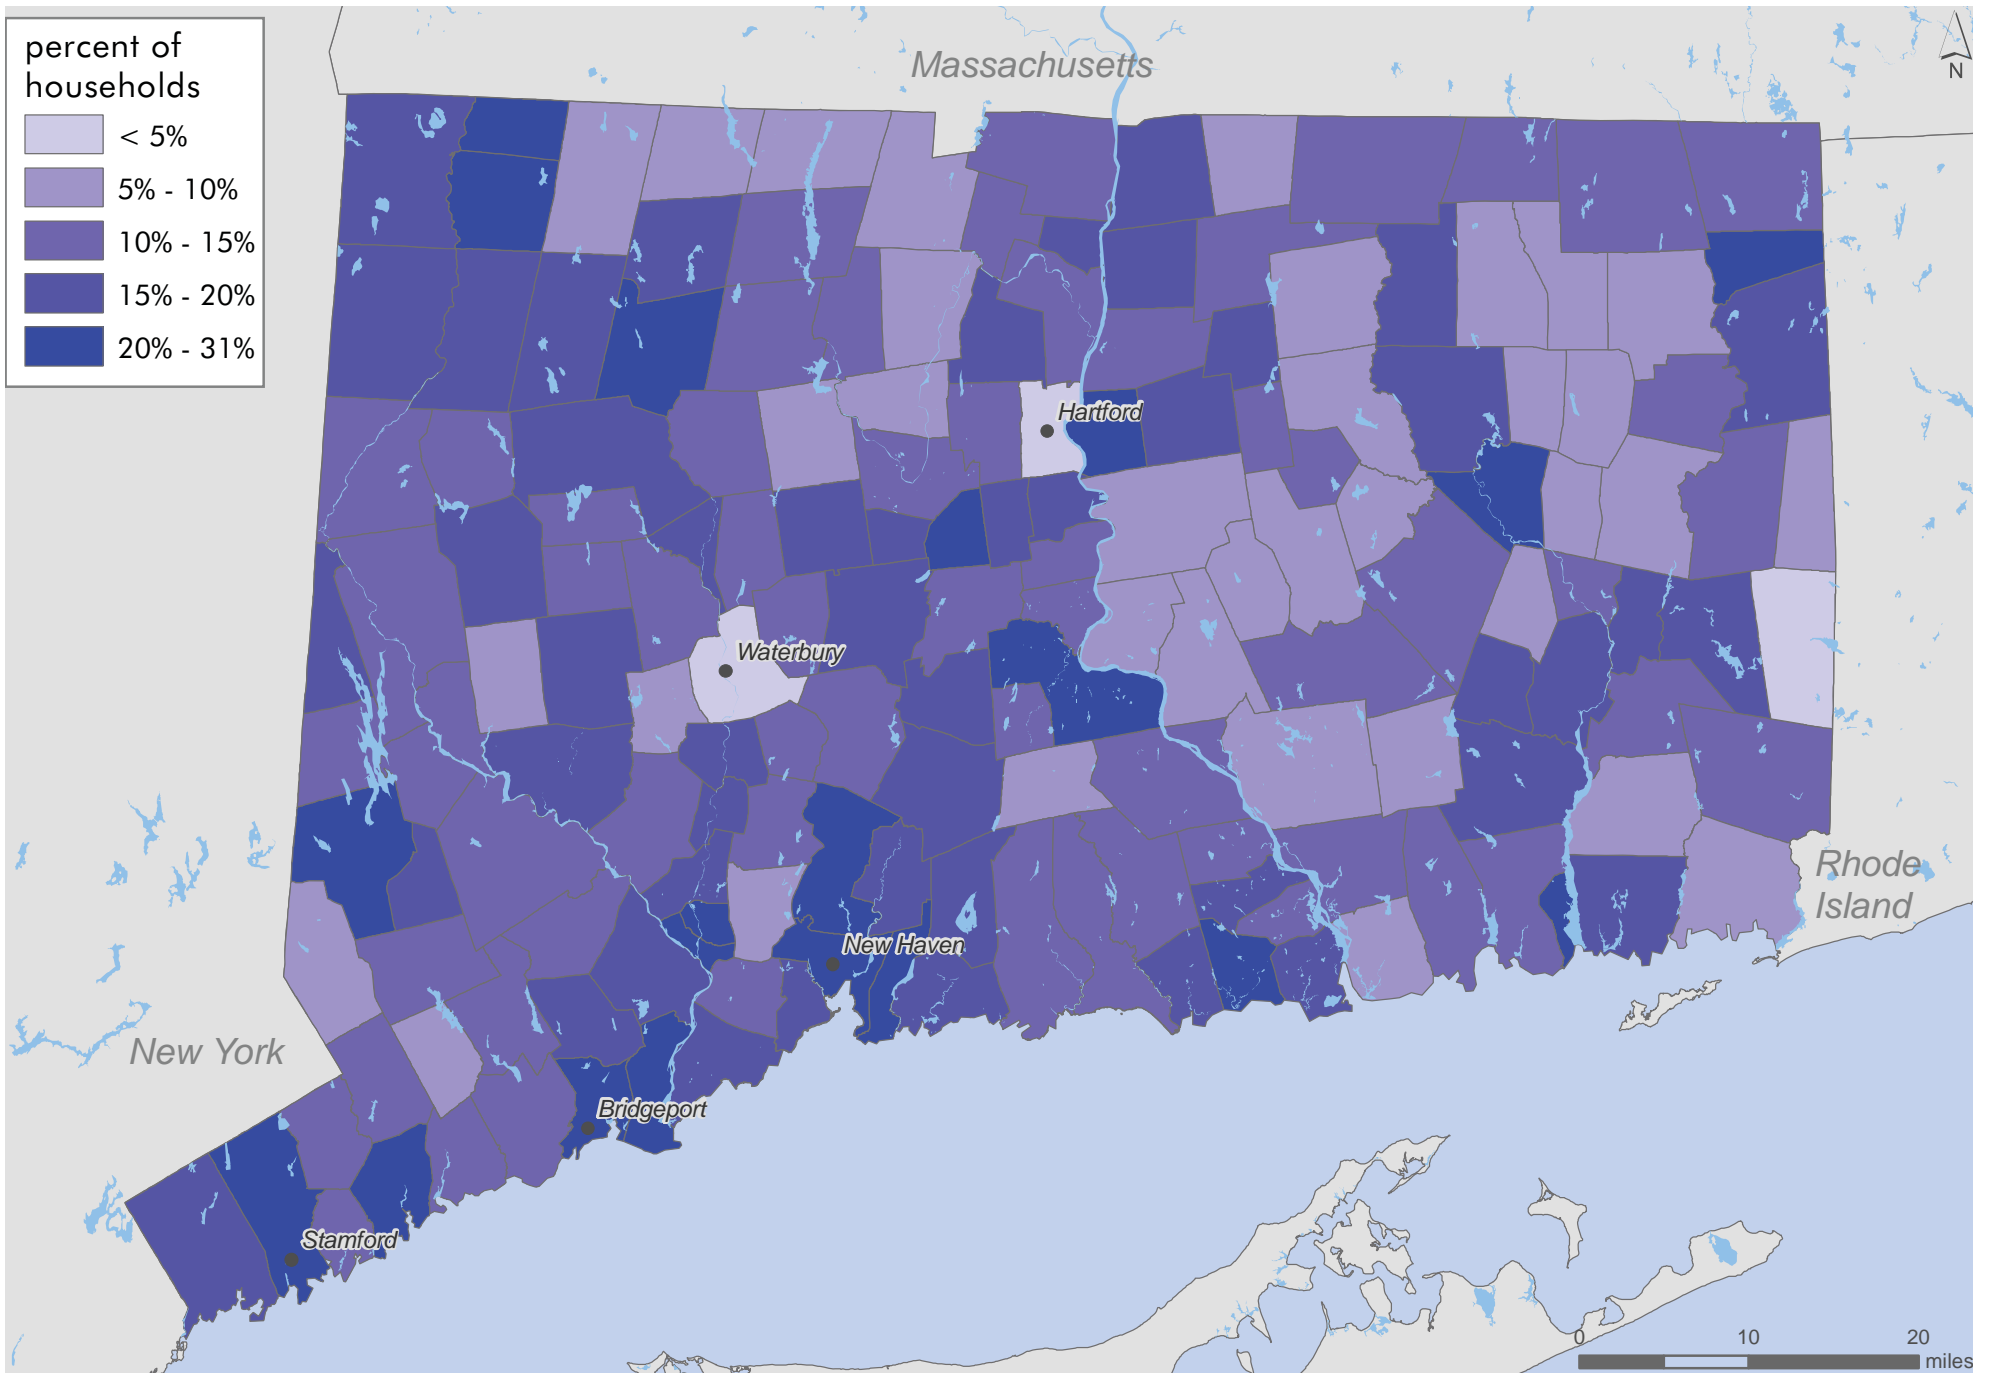 percent of
households
< 5%
5% - 10%
10% - 15%
15% - 20%
20% - 31%
Massachusetts
N
Hartford
Waterbury
Rhode
Island
New Haven
New York
Bridgeport
Stamford
0 10 20
miles